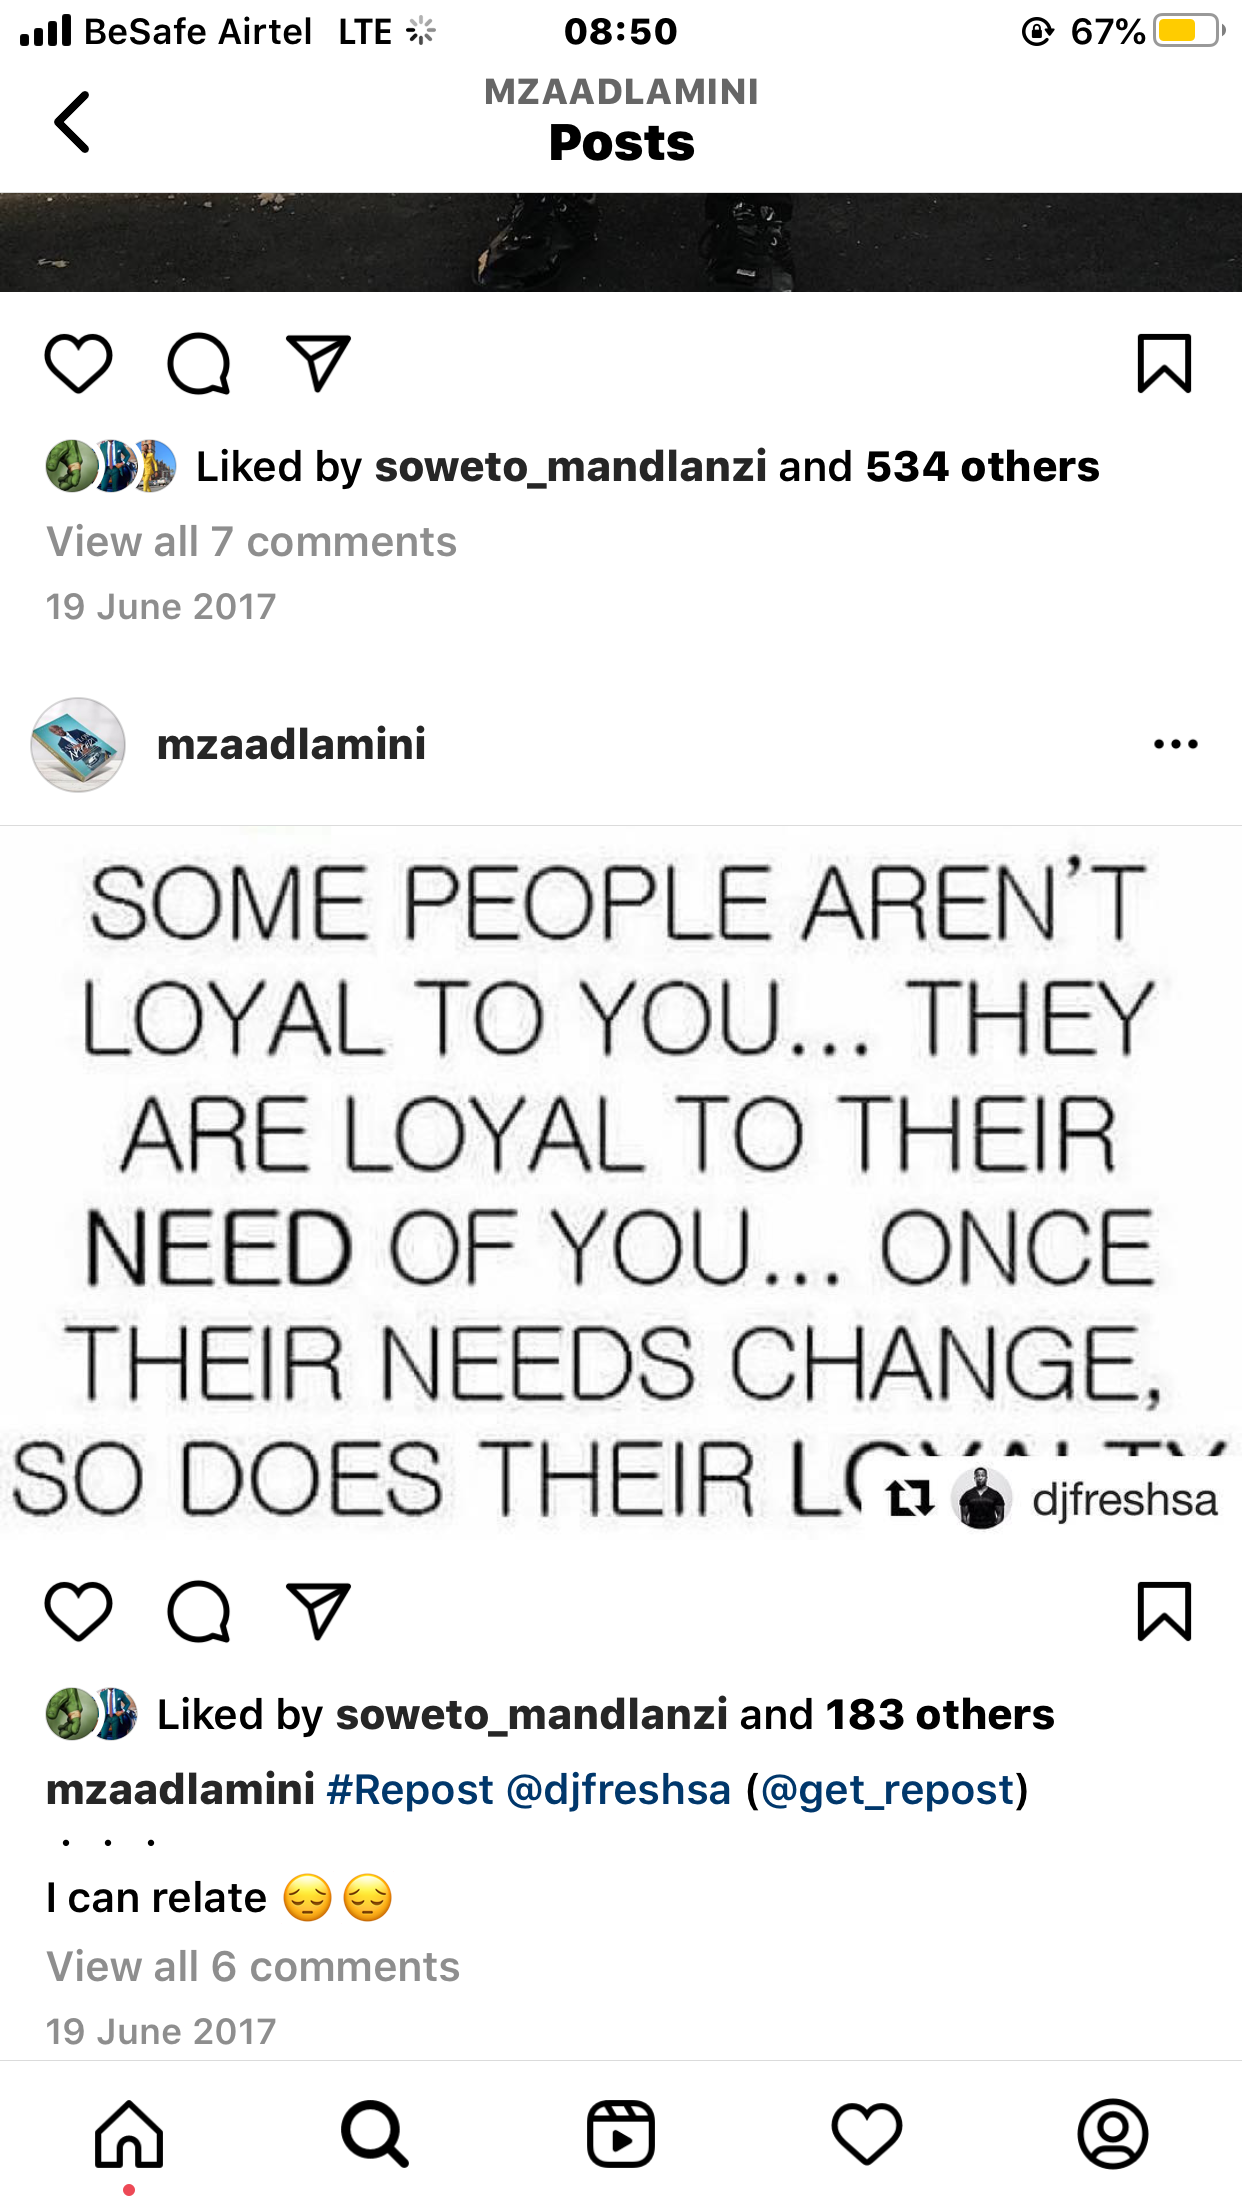 BeSafe Airtel LTE 08:50 67%
MZAADLAMINI
Posts
Liked by soweto_mandlanzi and 534 others
View all 7 comments
19 June 2017
mzaadlamini
SOME PEOPLE AREN'T
LOYAL TO YOU... THEY
ARE LOYAL TO THEIR
NEED OF YOU... ONCE
THEIR NEEDS CHANGE,
SO DOES THEIR LOYALTY
djfreshsa
Liked by soweto_mandlanzi and 183 others
mzaadlamini #Repost @djfreshsa (@get_repost)
・・・
I can relate 😔😔
View all 6 comments
19 June 2017